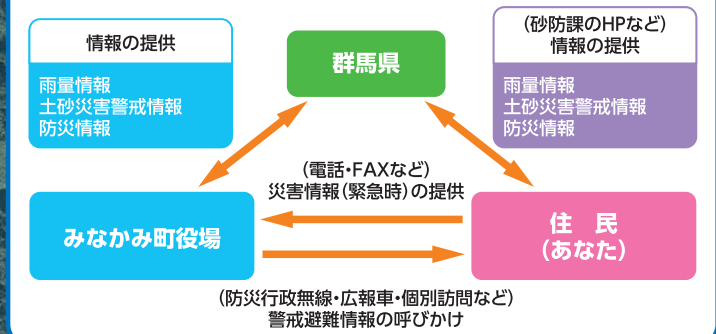 情報の提供
雨量情報
土砂災害警戒情報
防災情報
群馬県
(砂防課のHPなど)
情報の提供
雨量情報
土砂災害警戒情報
防災情報
(電話・FAXなど)
災害情報(緊急時)の提供
みなかみ町役場
住 民
(あなた)
(防災行政無線・広報車・個別訪問など)
警戒避難情報の呼びかけ